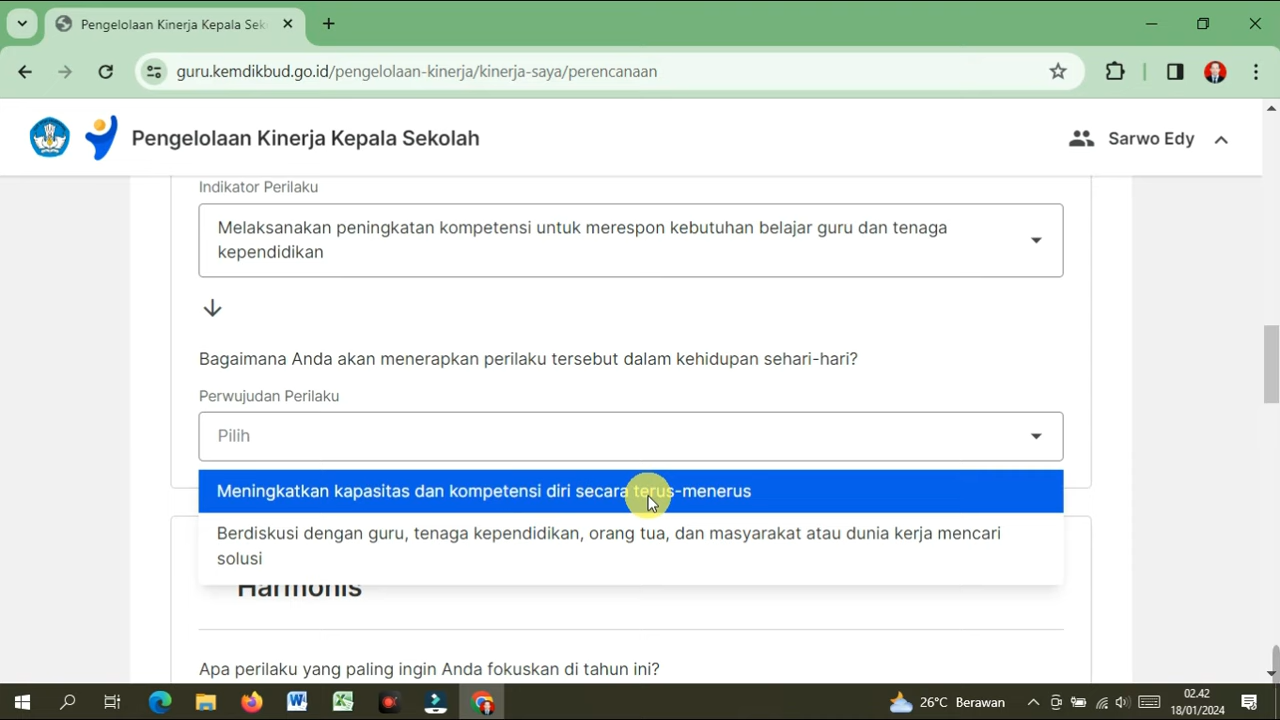 Pengelolaan Kinerja Kepala Sek
guru.kemdikbud.go.id/pengelolaan-kinerja/kinerja-saya/perencanaan
Pengelolaan Kinerja Kepala Sekolah
Sarwo Edy
Indikator Perilaku
Melaksanakan peningkatan kompetensi untuk merespon kebutuhan belajar guru dan tenaga
kependidikan
Bagaimana Anda akan menerapkan perilaku tersebut dalam kehidupan sehari-hari?
Perwujudan Perilaku
Pilih
Meningkatkan kapasitas dan kompetensi diri secara terus-menerus
Berdiskusi dengan guru, tenaga kependidikan, orang tua, dan masyarakat atau dunia kerja mencari
solusi
Harmonis
Apa perilaku yang paling ingin Anda fokuskan di tahun ini?
26°C Berawan
02.42
18/01/2024